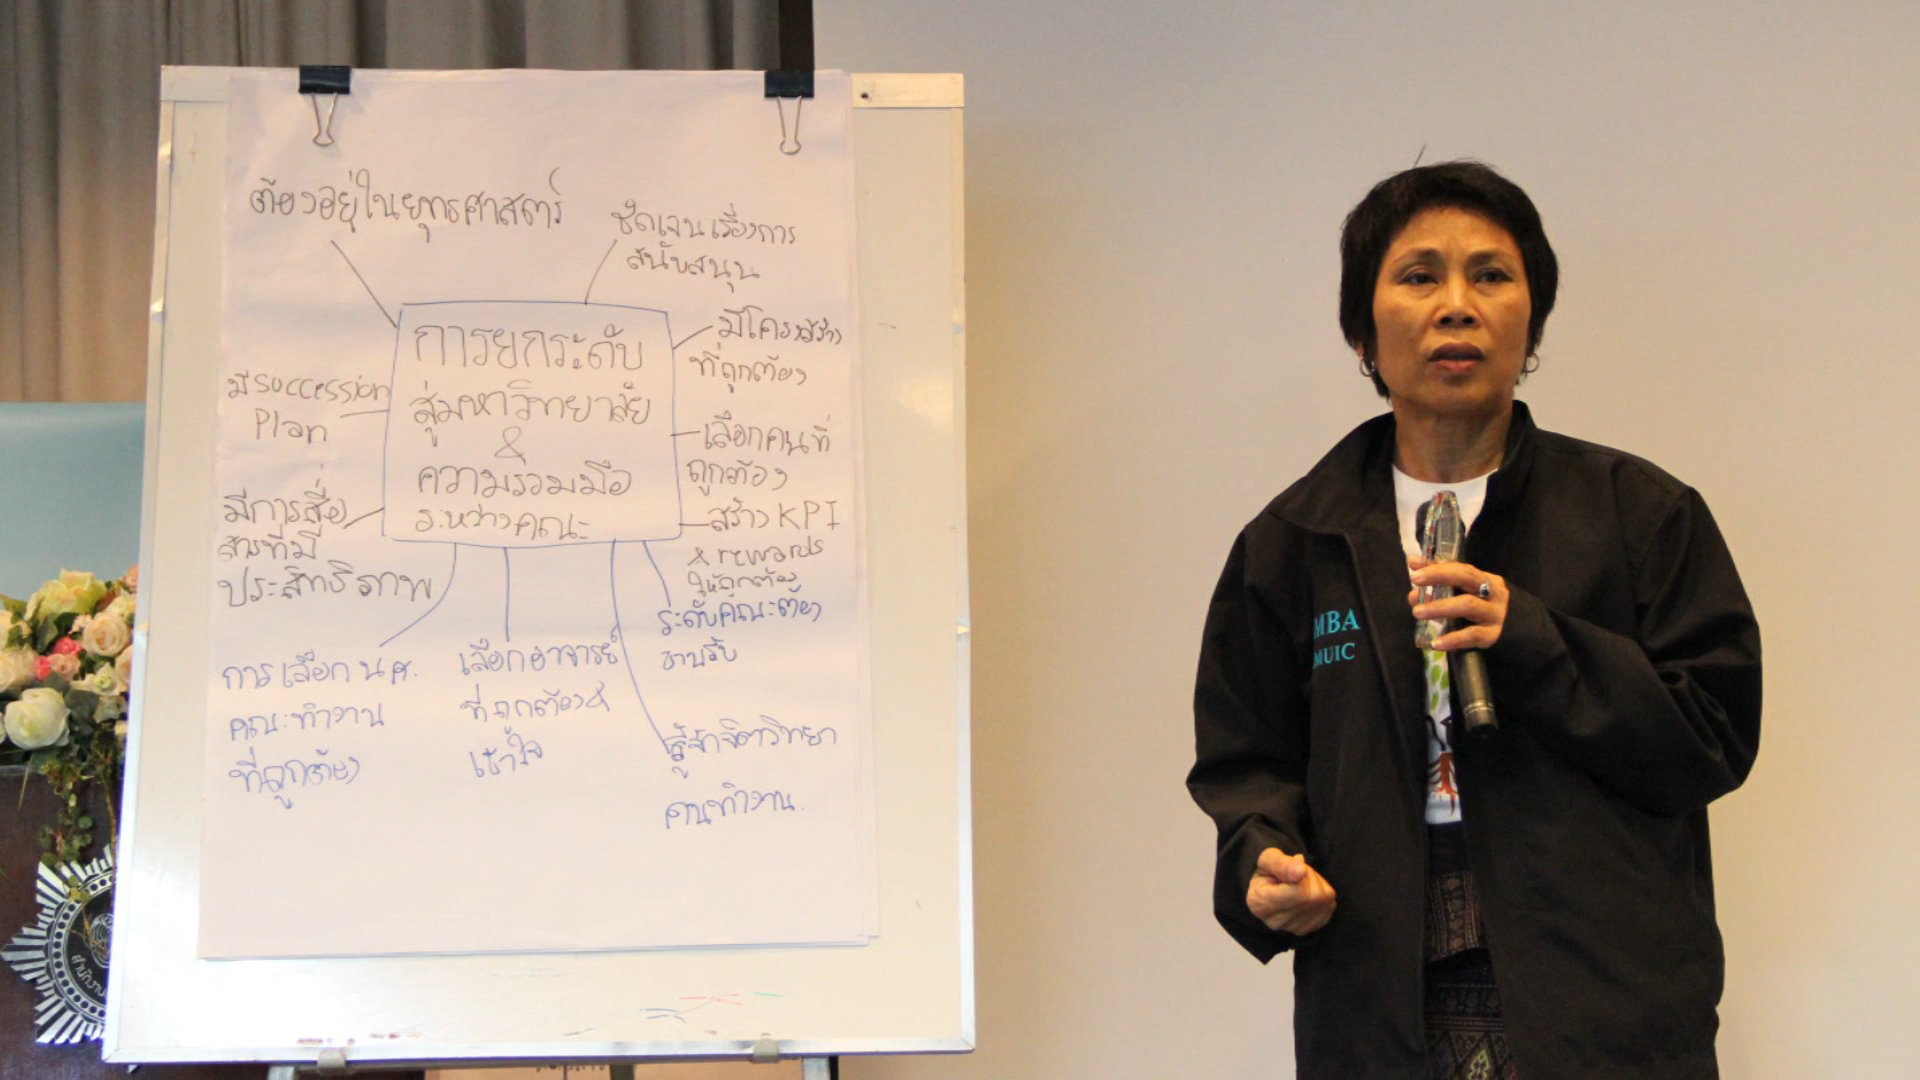 ต้องอยู่ในยุทธศาสตร์
ชัดเจนเรื่องการ
สนับสนุน
การยกระดับ
สู่มหาวิทยาลัย
&
ความร่วมมือ
ระหว่างคณะ
มีโครงสร้าง
ที่ถูกต้อง
เลือกคนที่
ถูกต้อง
สร้าง KPI
& rewards
ให้ถูกต้อง
ระดับคณะต้อง
รู้จักจิตวิทยา
คนทำงาน.
เลือกอาจารย์
ที่ถูกต้อง
เข้าใจ
การเลือก นศ.
คณะทำงาน
ที่ถูกต้อง
มีการสื่อ
สารที่มี
ประสิทธิภาพ
มี succession
Plan
MBA
MUIC